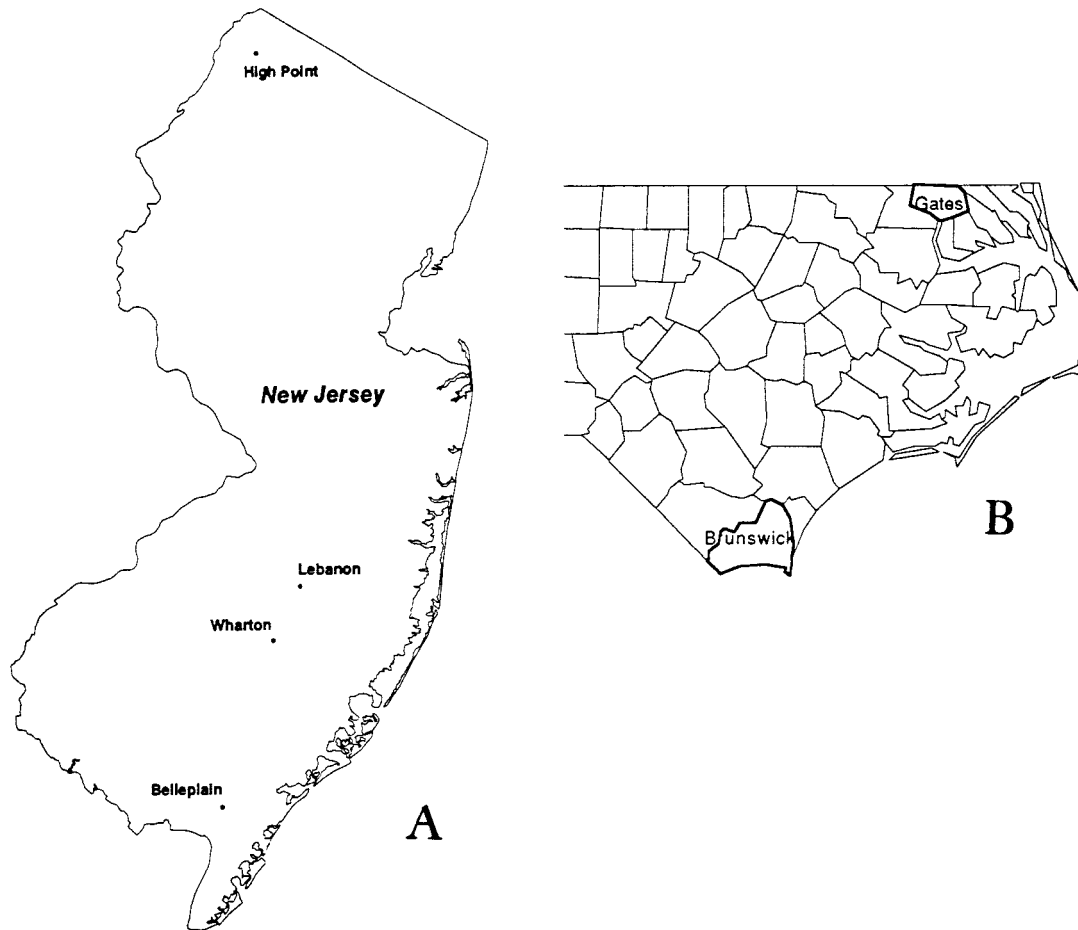 High Point
New Jersey
Lebanon
Wharton
Belleplain
A
Gates
Brunswick
B